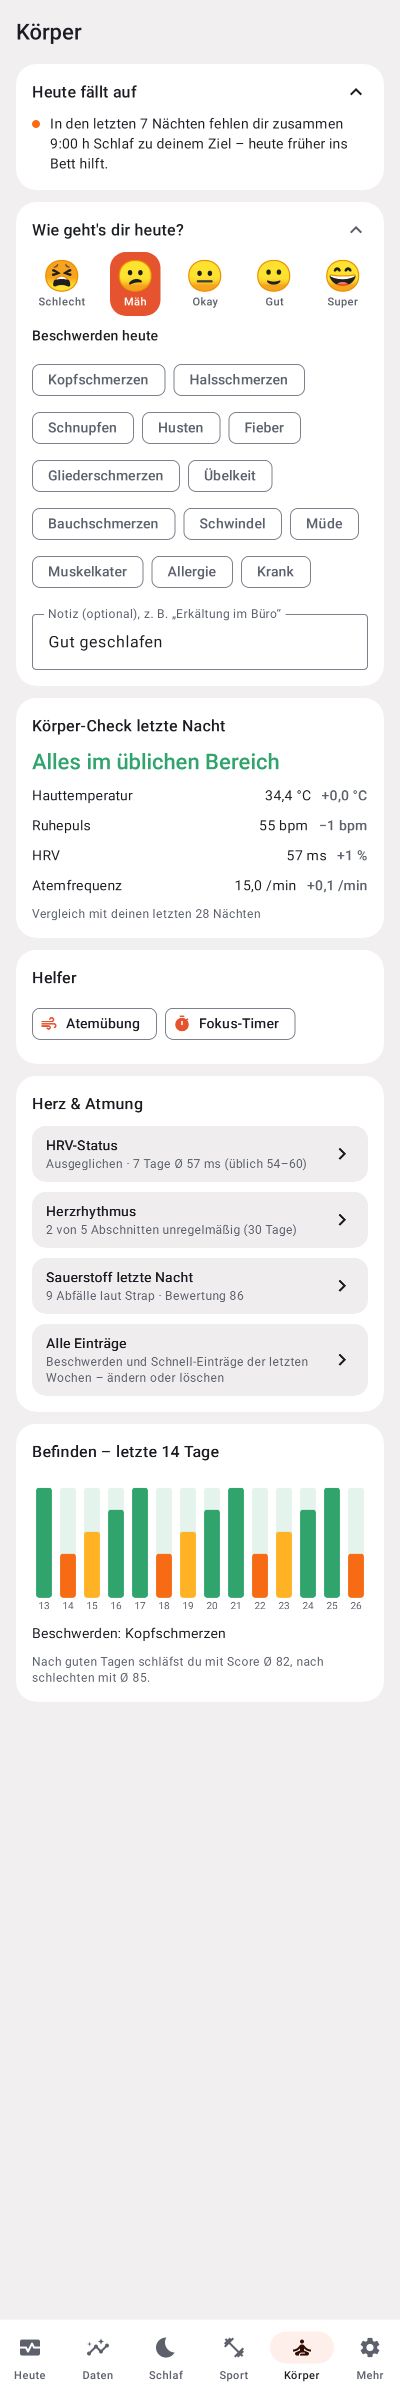 Körper
Heute fällt auf
In den letzten 7 Nächten fehlen dir zusammen
9:00 h Schlaf zu deinem Ziel – heute früher ins
Bett hilft.
Wie geht's dir heute?
Schlecht Mäh Okay Gut Super
Beschwerden heute
Kopfschmerzen Halsschmerzen
Schnupfen Husten Fieber
Gliederschmerzen Übelkeit
Bauchschmerzen Schwindel Müde
Muskelkater Allergie Krank
Notiz (optional), z. B. „Erkältung im Büro“
Gut geschlafen
Körper-Check letzte Nacht
Alles im üblichen Bereich
Hauttemperatur 34,4 °C +0,0 °C
Ruhepuls 55 bpm −1 bpm
HRV 57 ms +1 %
Atemfrequenz 15,0 /min +0,1 /min
Vergleich mit deinen letzten 28 Nächten
Helfer
Atemübung Fokus-Timer
Herz & Atmung
HRV-Status
Ausgeglichen · 7 Tage Ø 57 ms (üblich 54–60)
Herzrhythmus
2 von 5 Abschnitten unregelmäßig (30 Tage)
Sauerstoff letzte Nacht
9 Abfälle laut Strap · Bewertung 86
Alle Einträge
Beschwerden und Schnell-Einträge der letzten
Wochen – ändern oder löschen
Befinden – letzte 14 Tage
13 14 15 16 17 18 19 20 21 22 23 24 25 26
Beschwerden: Kopfschmerzen
Nach guten Tagen schläfst du mit Score Ø 82, nach
schlechten mit Ø 85.
Heute Daten Schlaf Sport Körper Mehr